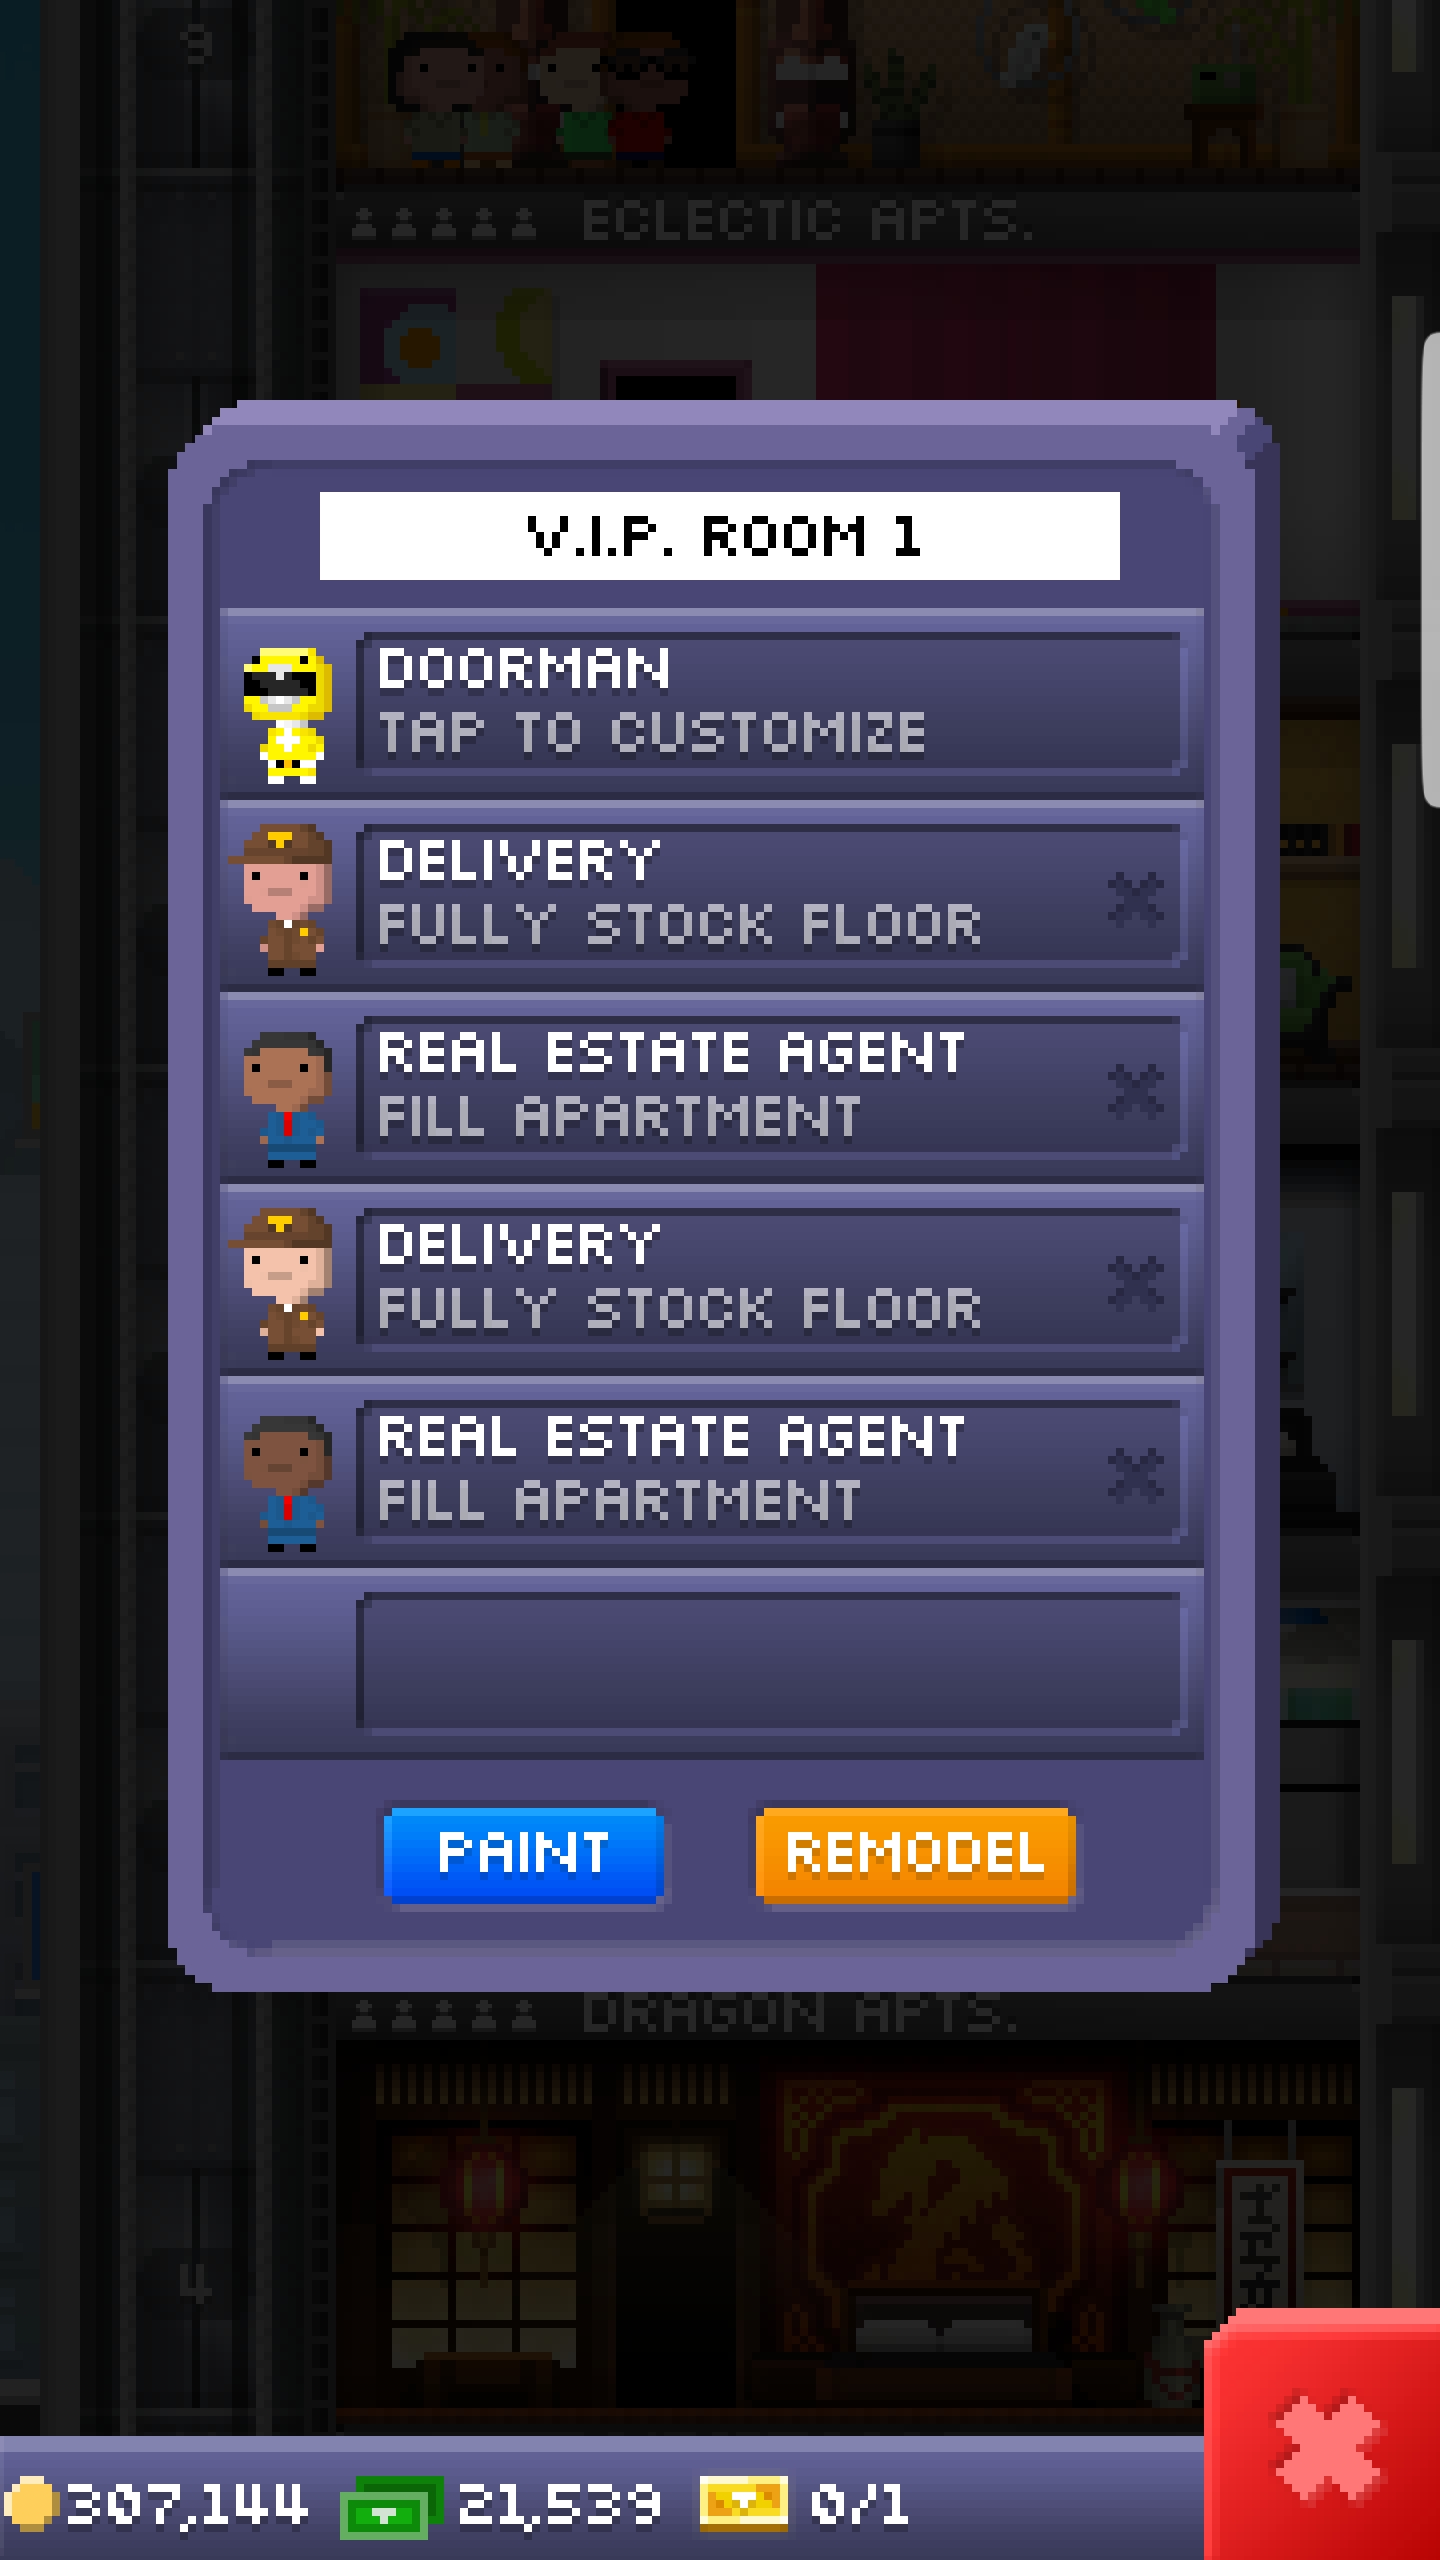 9
ECLECTIC APTS.
V.I.P. ROOM 1
DOORMAN
TAP TO CUSTOMIZE
DELIVERY
FULLY STOCK FLOOR
REAL ESTATE AGENT
FILL APARTMENT
DELIVERY
FULLY STOCK FLOOR
REAL ESTATE AGENT
FILL APARTMENT
PAINT REMODEL
DRAGON APTS.
4
307,144 21,539 0/1